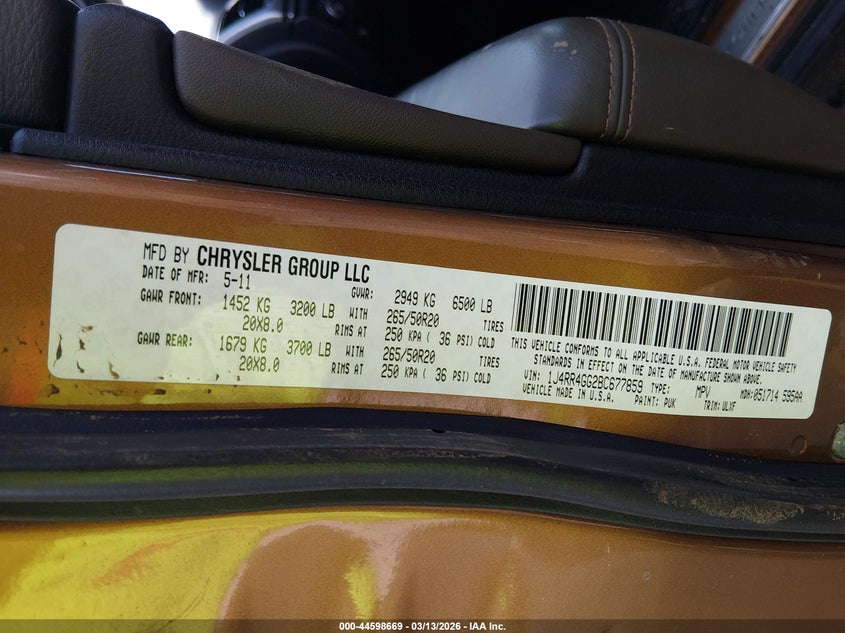 MFD BY CHRYSLER GROUP LLC
DATE OF MFR: 5-11 GVWR: 2949 KG 6500 LB
GAWR FRONT: 1452 KG 3200 LB WITH 265/50R20 TIRES
20X8.0 RIMS AT 250 KPA ( 36 PSI) COLD
GAWR REAR: 1679 KG 3700 LB WITH 265/50R20 TIRES
20X8.0 RIMS AT 250 KPA ( 36 PSI) COLD
THIS VEHICLE CONFORMS TO ALL APPLICABLE U.S.A. FEDERAL MOTOR VEHICLE SAFETY
STANDARDS IN EFFECT ON THE DATE OF MANUFACTURE SHOWN ABOVE.
VIN: 1J4RR4GG2BC677859 TYPE: MPV MDH:051714 595AA
VEHICLE MADE IN U.S.A. PAINT: PUK TRIM: ULXF
000-44598669 | 03/13/2026 - IAA Inc.